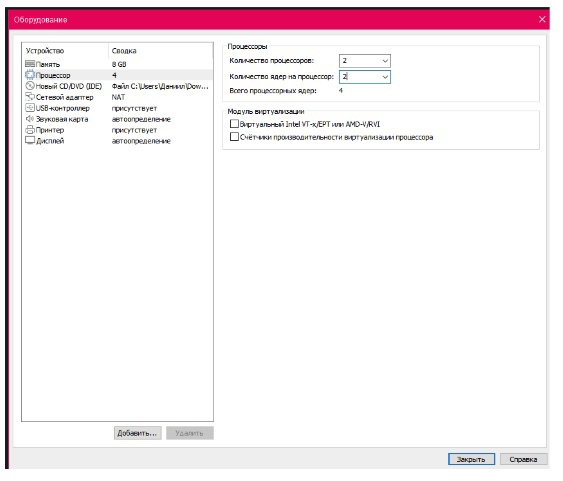 Оборудование
Устройство Сводка
Память 8 GB
Процессор 4
Новый CD/DVD (IDE) Файл C:\Users\Даниил\Dow...
Сетевой адаптер NAT
USB-контроллер присутствует
Звуковая карта автоопределение
Принтер присутствует
Дисплей автоопределение
Добавить... Удалить
Процессоры
Количество процессоров: 2
Количество ядер на процессор: 2
Всего процессорных ядер: 4
Модуль виртуализации
Виртуальный Intel VT-x/EPT или AMD-V/RVI
Счётчики производительности виртуализации процессора
Закрыть Справка